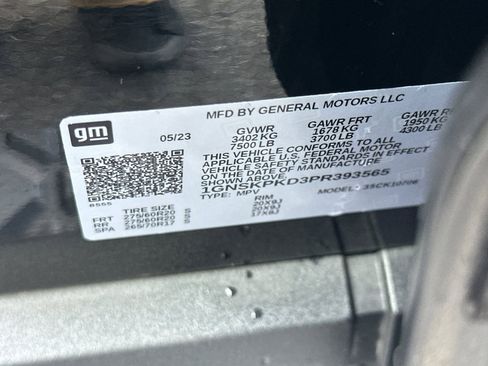 MFD BY GENERAL MOTORS LLC
gm
05/23
GVWR GAWR FRT GAWR
3402 KG 1678 KG 1950 KG
7500 LB 3700 LB 4300 LB
THIS VEHICLE CONFORMS TO ALL
APPLICABLE U.S. FEDERAL MOTOR
VEHICLE SAFETY STANDARDS IN EFFECT
ON THE DATE OF MANUFACTURE
SHOWN ABOVE.
1GNSKPKD3PR393565
TYPE: MPV MODEL:
6555
TIRE SIZE RIM
FRT 275/60R20 S 20X9J
RR 275/60R20 S 20X9J
SPA 265/70R17 S 17X8J